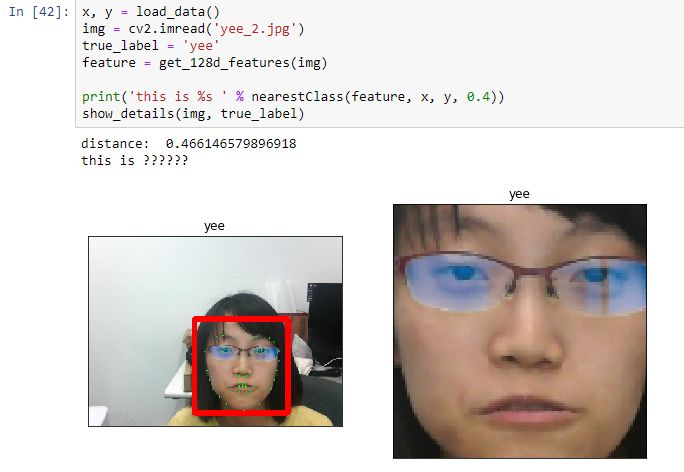 In [42]:
x, y = load_data()
img = cv2.imread('yee_2.jpg')
true_label = 'yee'
feature = get_128d_features(img)
print('this is %s ' % nearestClass(feature, x, y, 0.4))
show_details(img, true_label)
distance:  0.466146579896918
this is ??????
yee
yee